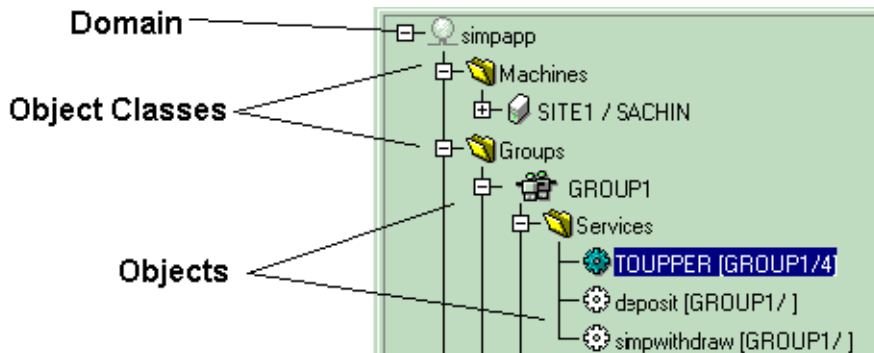 Domain
simpapp
Machines
Object Classes
SITE1 / SACHIN
Groups
GROUP1
Services
Objects
TOUPPER [GROUP1/4]
deposit [GROUP1/ ]
simpwithdraw [GROUP1/ ]